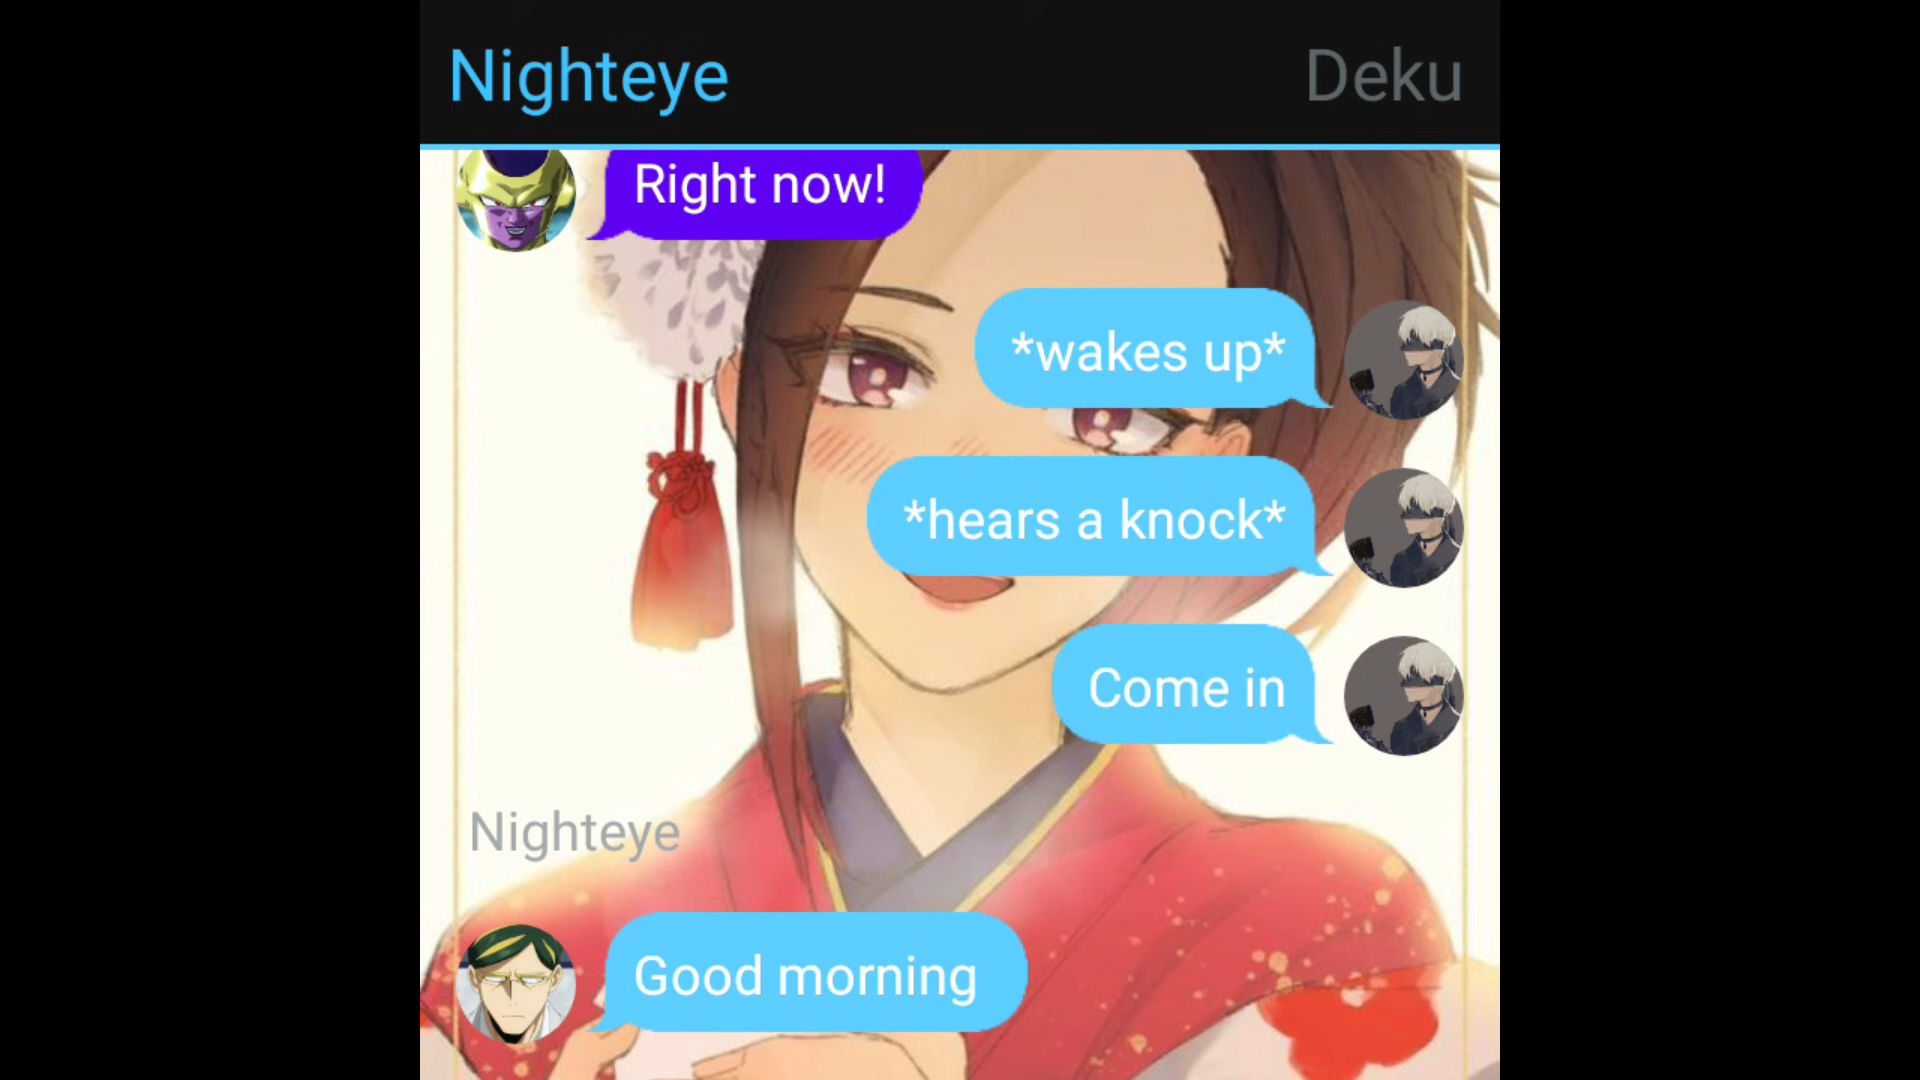 Nighteye
Deku
Right now!
*wakes up*
*hears a knock*
Come in
Nighteye
Good morning